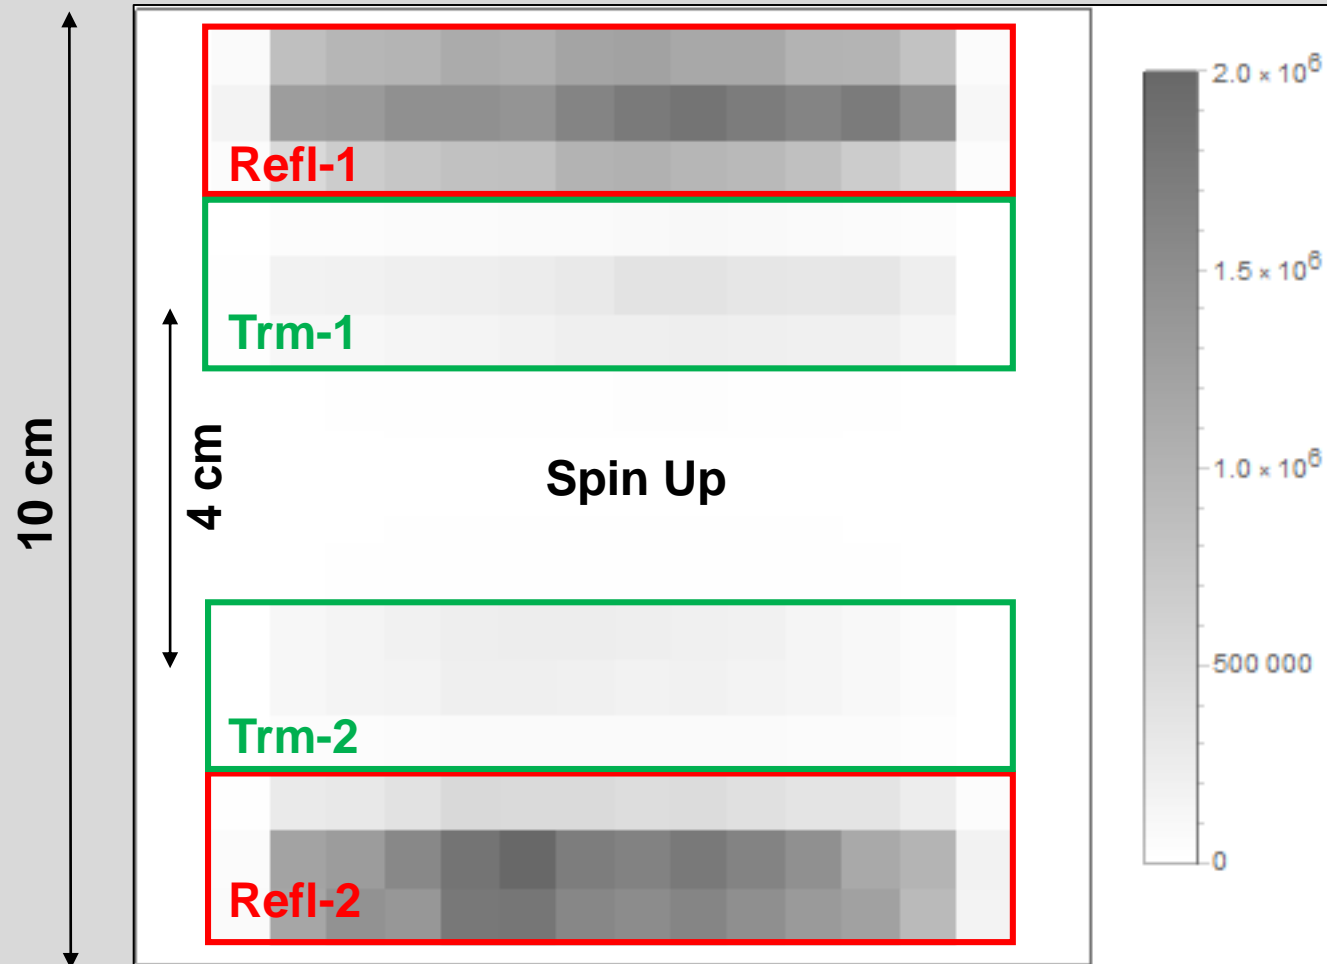 2.0 × 10⁶
Refl-1
1.5 × 10⁶
Trm-1
10 cm
4 cm
Spin Up
1.0 × 10⁶
500 000
Trm-2
0
Refl-2